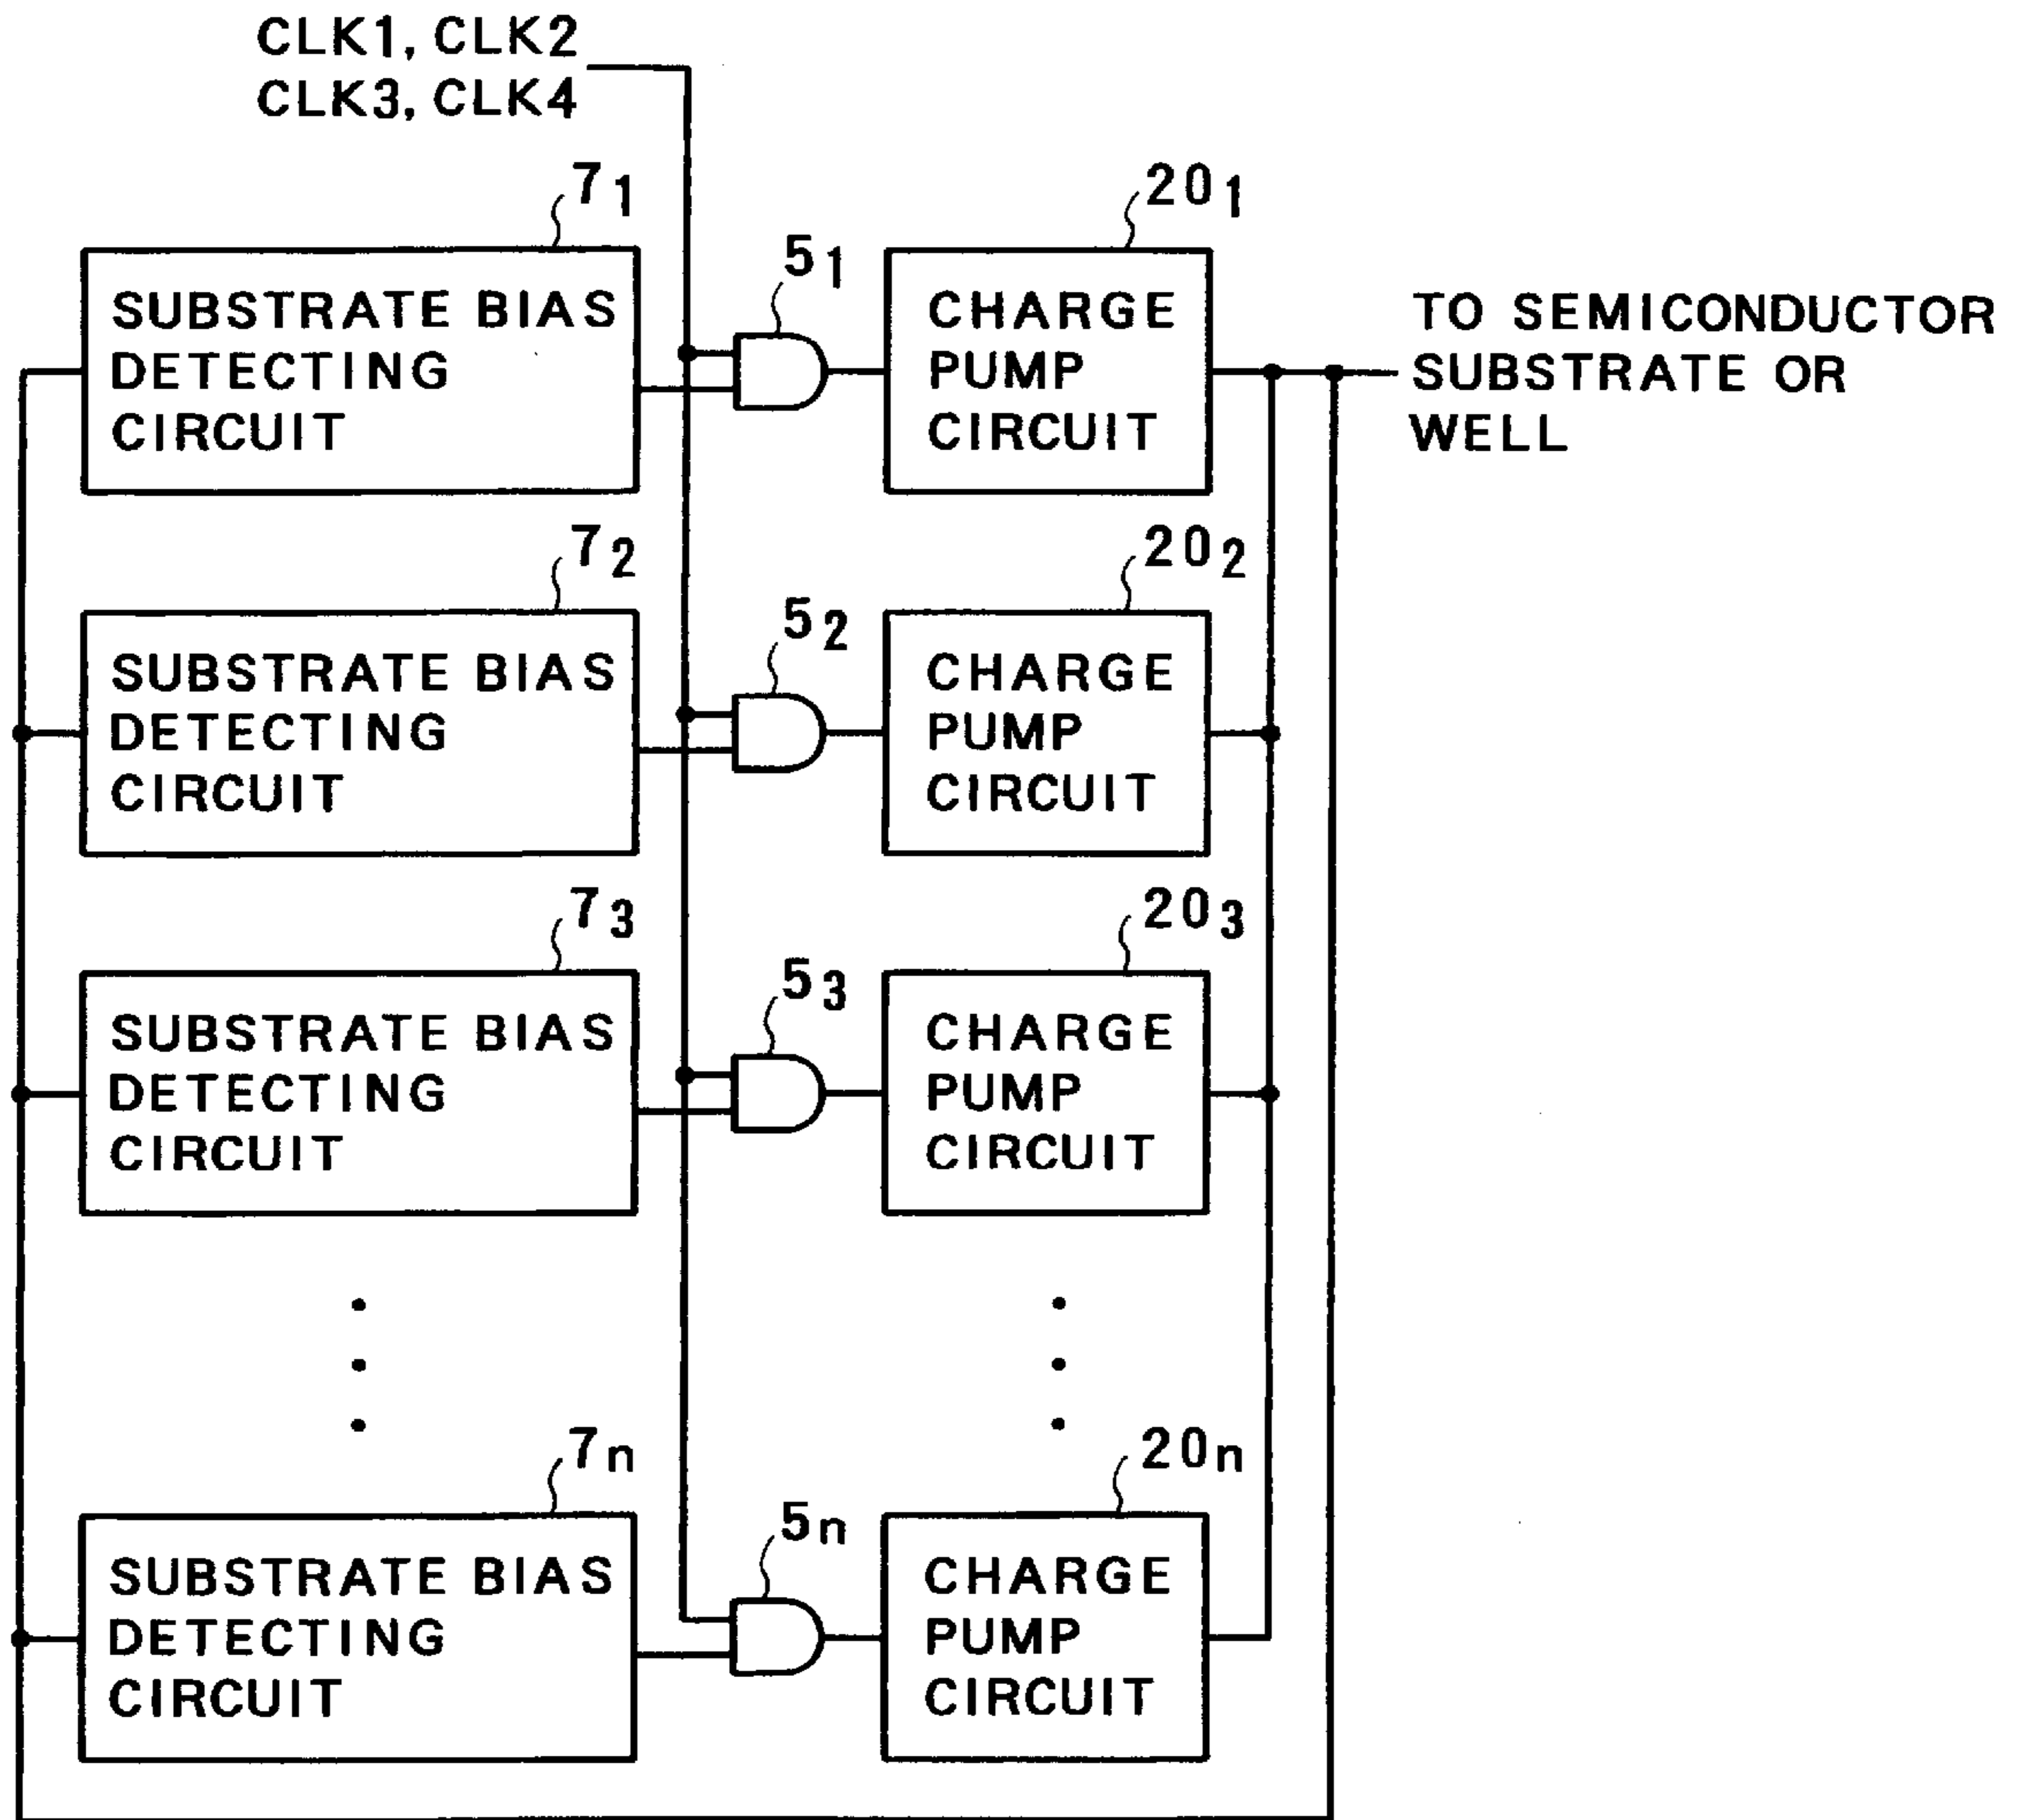 CLK1, CLK2
CLK3, CLK4
7₁
20₁
5₁
SUBSTRATE BIAS
DETECTING
CIRCUIT
CHARGE
PUMP
CIRCUIT
TO SEMICONDUCTOR
SUBSTRATE OR
WELL
7₂
20₂
5₂
SUBSTRATE BIAS
DETECTING
CIRCUIT
CHARGE
PUMP
CIRCUIT
7₃
20₃
5₃
SUBSTRATE BIAS
DETECTING
CIRCUIT
CHARGE
PUMP
CIRCUIT
7ₙ
20ₙ
5ₙ
SUBSTRATE BIAS
DETECTING
CIRCUIT
CHARGE
PUMP
CIRCUIT